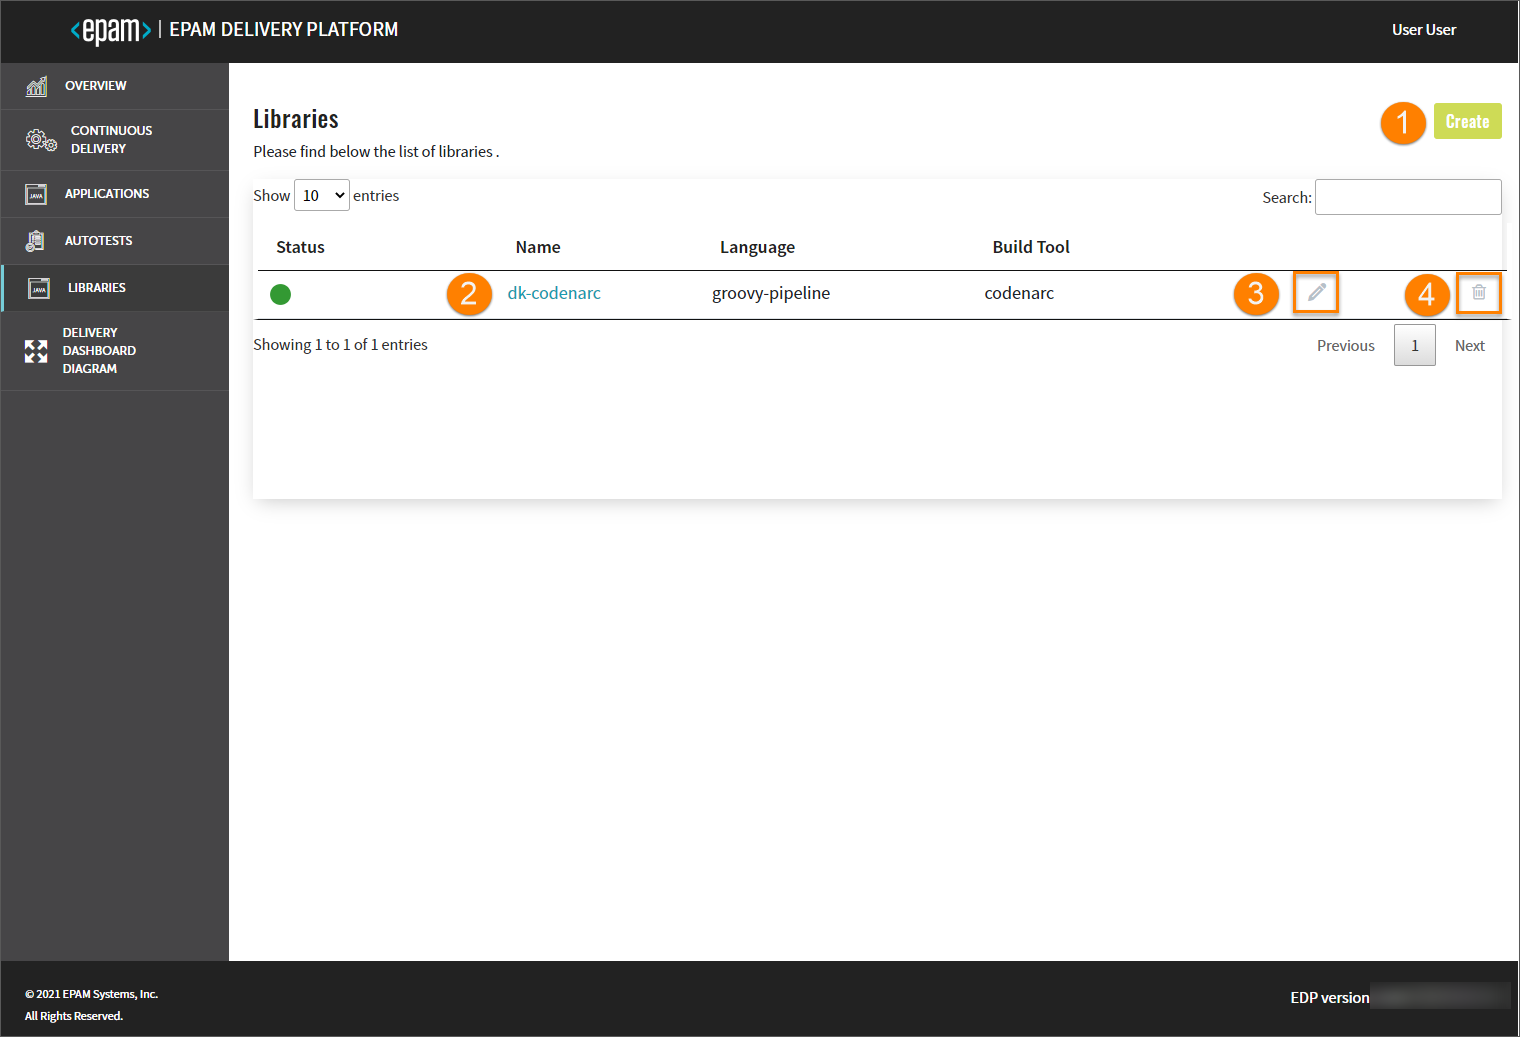 <epam> | EPAM DELIVERY PLATFORM
User User
OVERVIEW
CONTINUOUS
DELIVERY
JAVA APPLICATIONS
AUTOTESTS
JAVA LIBRARIES
DELIVERY
DASHBOARD
DIAGRAM
Libraries
1 Create
Please find below the list of libraries .
Show 10 entries
Search:
Status Name Language Build Tool
2 dk-codenarc groovy-pipeline codenarc 3 4
Showing 1 to 1 of 1 entries
Previous 1 Next
© 2021 EPAM Systems, Inc.
All Rights Reserved.
EDP version